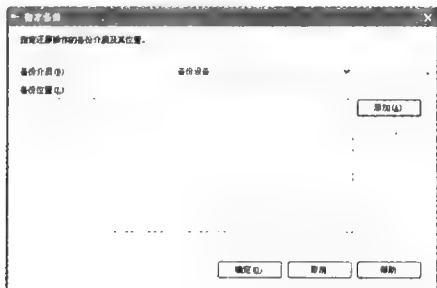 指定备份
指定还原操作的备份介质及其位置。
备份介质(B) 备份设备
备份位置(L)
添加(A)
确定(O) 取消 帮助